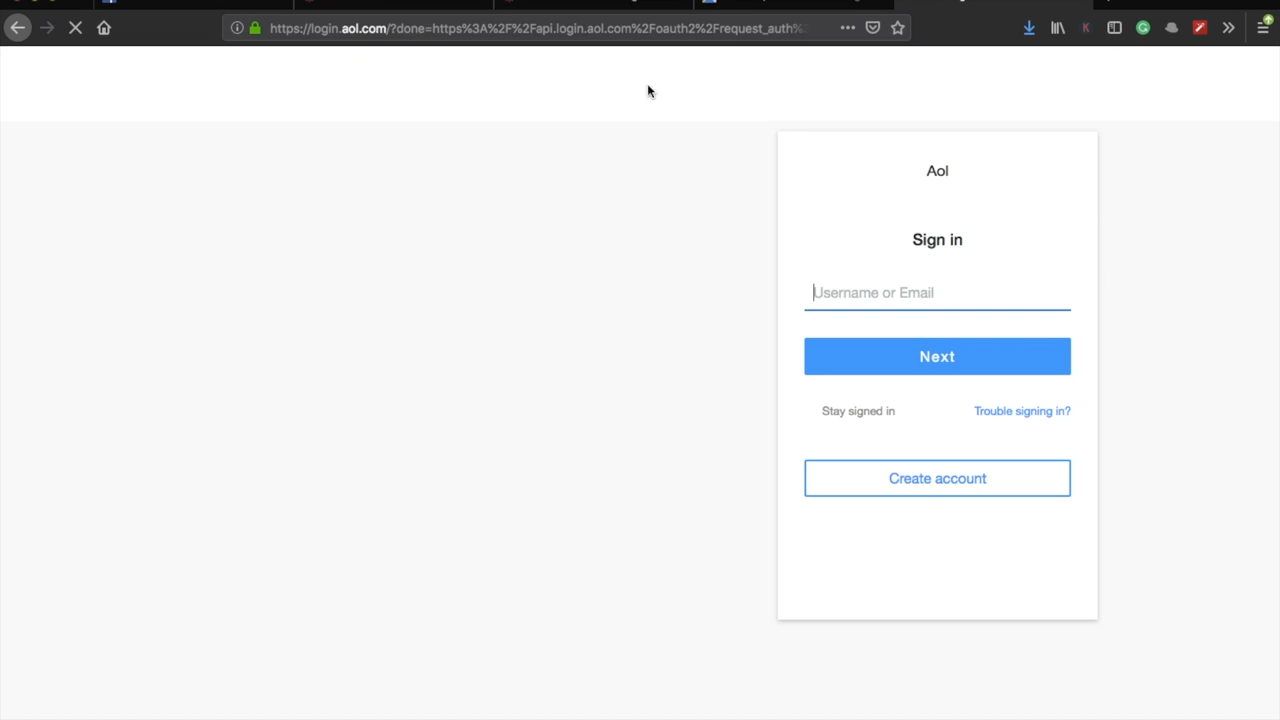 https://login.aol.com/?done=https%3A%2F%2Fapi.login.aol.com%2Foauth2%2Frequest_auth%
Aol
Sign in
Username or Email
Next
Stay signed in
Trouble signing in?
Create account